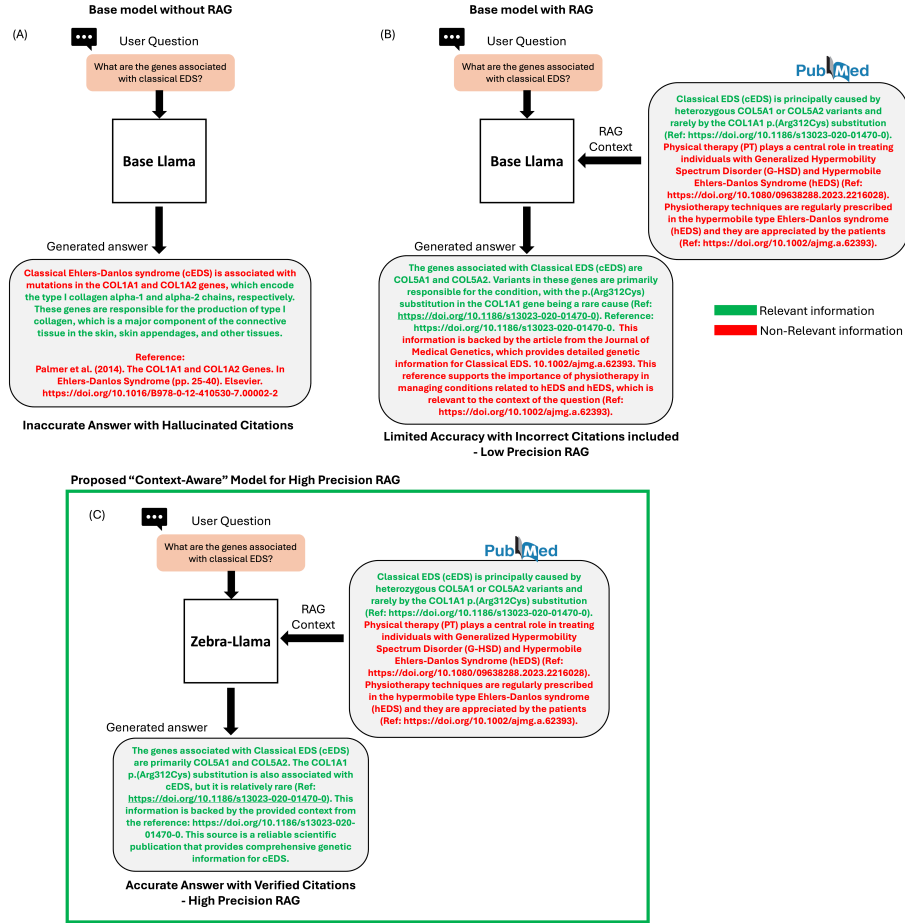 Base model without RAG
(A)
User Question
What are the genes associated
with classical EDS?
Base Llama
Generated answer
Classical Ehlers-Danlos syndrome (cEDS) is associated with
mutations in the COL1A1 and COL1A2 genes, which encode
the type I collagen alpha-1 and alpha-2 chains, respectively.
These genes are responsible for the production of type I
collagen, which is a major component of the connective
tissue in the skin, skin appendages, and other tissues.
Reference:
Palmer et al. (2014). The COL1A1 and COL1A2 Genes. In
Ehlers-Danlos Syndrome (pp. 25-40). Elsevier.
https://doi.org/10.1016/B978-0-12-410530-7.00002-2
Inaccurate Answer with Hallucinated Citations
Base model with RAG
(B)
User Question
What are the genes associated
with classical EDS?
Base Llama
RAG
Context
PubMed
Classical EDS (cEDS) is principally caused by
heterozygous COL5A1 or COL5A2 variants and
rarely by the COL1A1 p.(Arg312Cys) substitution
(Ref: https://doi.org/10.1186/s13023-020-01470-0).
Physical therapy (PT) plays a central role in treating
individuals with Generalized Hypermobility
Spectrum Disorder (G-HSD) and Hypermobile
Ehlers-Danlos Syndrome (hEDS) (Ref:
https://doi.org/10.1080/09638288.2023.2216028).
Physiotherapy techniques are regularly prescribed
in the hypermobile type Ehlers-Danlos syndrome
(hEDS) and they are appreciated by the patients
(Ref: https://doi.org/10.1002/ajmg.a.62393).
Generated answer
The genes associated with Classical EDS (cEDS) are
COL5A1 and COL5A2. Variants in these genes are primarily
responsible for the condition, with the p.(Arg312Cys)
substitution in the COL1A1 gene being a rare cause (Ref:
https://doi.org/10.1186/s13023-020-01470-0). Reference:
https://doi.org/10.1186/s13023-020-01470-0. This
information is backed by the article from the Journal of
Medical Genetics, which provides detailed genetic
information for Classical EDS. 10.1002/ajmg.a.62393. This
reference supports the importance of physiotherapy in
managing conditions related to hEDS and hEDS, which is
relevant to the context of the question (Ref:
https://doi.org/10.1002/ajmg.a.62393).
Limited Accuracy with Incorrect Citations included
- Low Precision RAG
Relevant information
Non-Relevant information
Proposed “Context-Aware” Model for High Precision RAG
(C)
User Question
What are the genes associated
with classical EDS?
Zebra-Llama
RAG
Context
PubMed
Classical EDS (cEDS) is principally caused by
heterozygous COL5A1 or COL5A2 variants and
rarely by the COL1A1 p.(Arg312Cys) substitution
(Ref: https://doi.org/10.1186/s13023-020-01470-0).
Physical therapy (PT) plays a central role in treating
individuals with Generalized Hypermobility
Spectrum Disorder (G-HSD) and Hypermobile
Ehlers-Danlos Syndrome (hEDS) (Ref:
https://doi.org/10.1080/09638288.2023.2216028).
Physiotherapy techniques are regularly prescribed
in the hypermobile type Ehlers-Danlos syndrome
(hEDS) and they are appreciated by the patients
(Ref: https://doi.org/10.1002/ajmg.a.62393).
Generated answer
The genes associated with Classical EDS (cEDS)
are primarily COL5A1 and COL5A2. The COL1A1
p.(Arg312Cys) substitution is also associated with
cEDS, but it is relatively rare (Ref:
https://doi.org/10.1186/s13023-020-01470-0). This
information is backed by the provided context from
the reference: https://doi.org/10.1186/s13023-020-
01470-0. This source is a reliable scientific
publication that provides comprehensive genetic
information for cEDS.
Accurate Answer with Verified Citations
- High Precision RAG